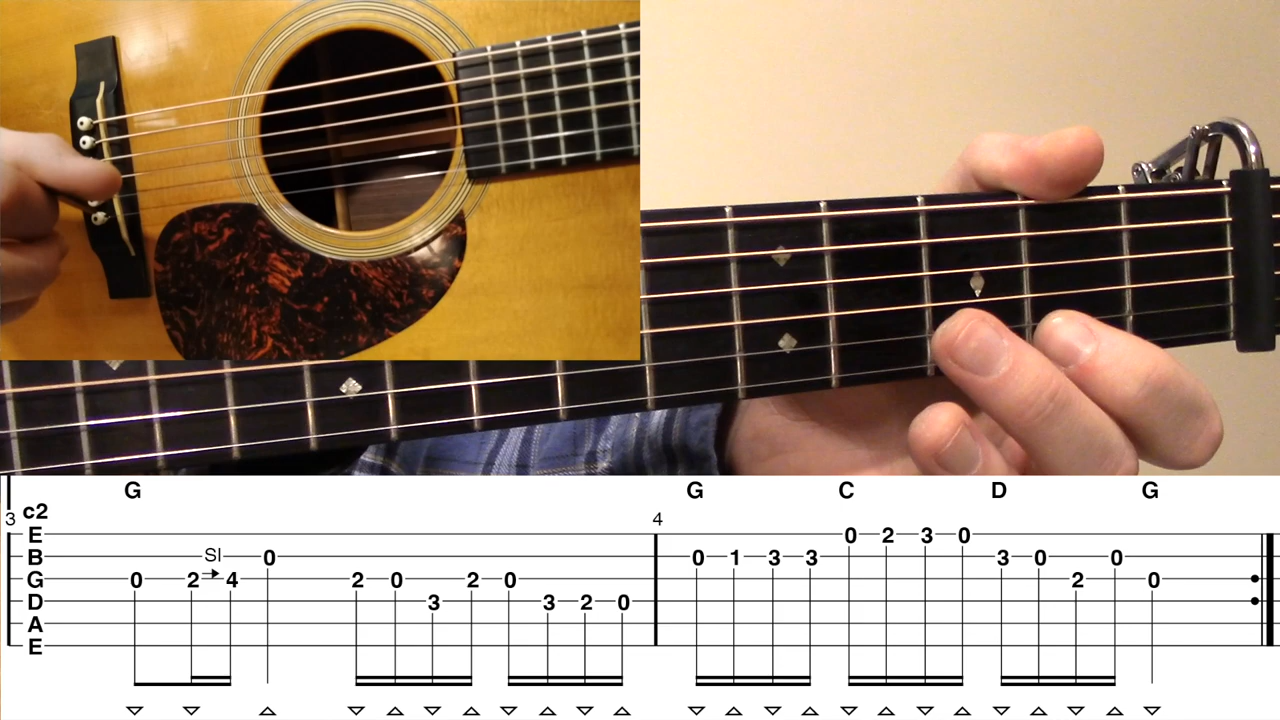 G G C D G
c2
3 4
E 0 2 3 0
SI
B 0 0 1 3 3 3 0 0
G 0 2 4 2 0 2 0 2 0
D 3 3 2 0
A
E